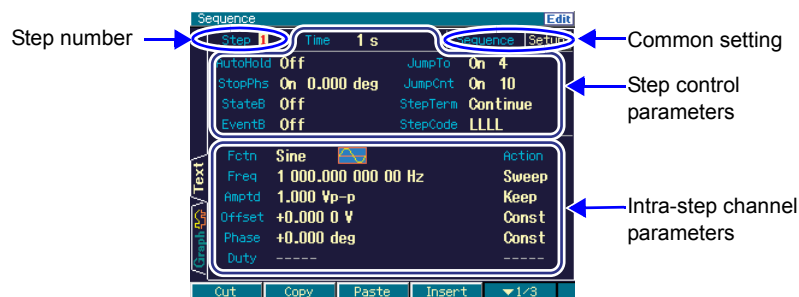 Sequence Edit
Step number
Step 1 Time 1 s Sequence Setup
Common setting
AutoHold Off JumpTo On 4
StopPhs On 0.000 deg JumpCnt On 10
StateB Off StepTerm Continue
EventB Off StepCode LLLL
Step control
parameters
Fctn Sine Action
Freq 1 000.000 000 00 Hz Sweep
Amptd 1.000 Vp-p Keep
Offset +0.000 0 V Const
Phase +0.000 deg Const
Duty ----- -----
Intra-step channel
parameters
Text
Graph
Cut Copy Paste Insert ▼1/3